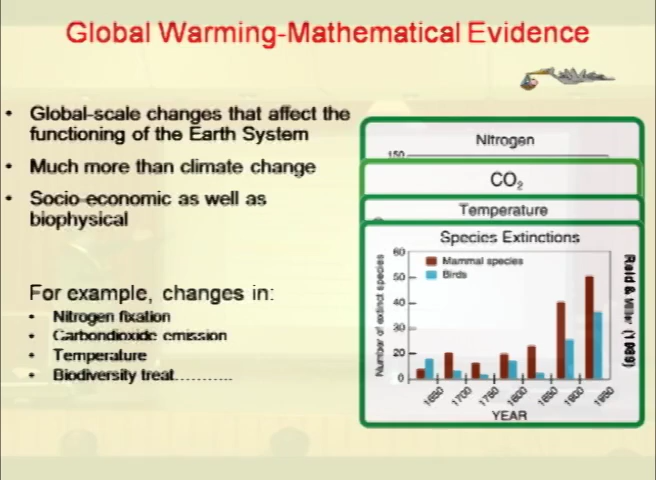 Global Warming-Mathematical Evidence
• Global-scale changes that affect the
functioning of the Earth System
• Much more than climate change
• Socio-economic as well as
biophysical
For example, changes in:
• Nitrogen fixation
• Carbondioxide emission
• Temperature
• Biodiversity treat...........
Nitrogen
150
CO₂
Temperature
Species Extinctions
60
50
40
30
20
0
Number of extinct species
Mammal species
Birds
1650
1700
1750
1800
1850
1900
1950
YEAR
Reid & Miller (1989)